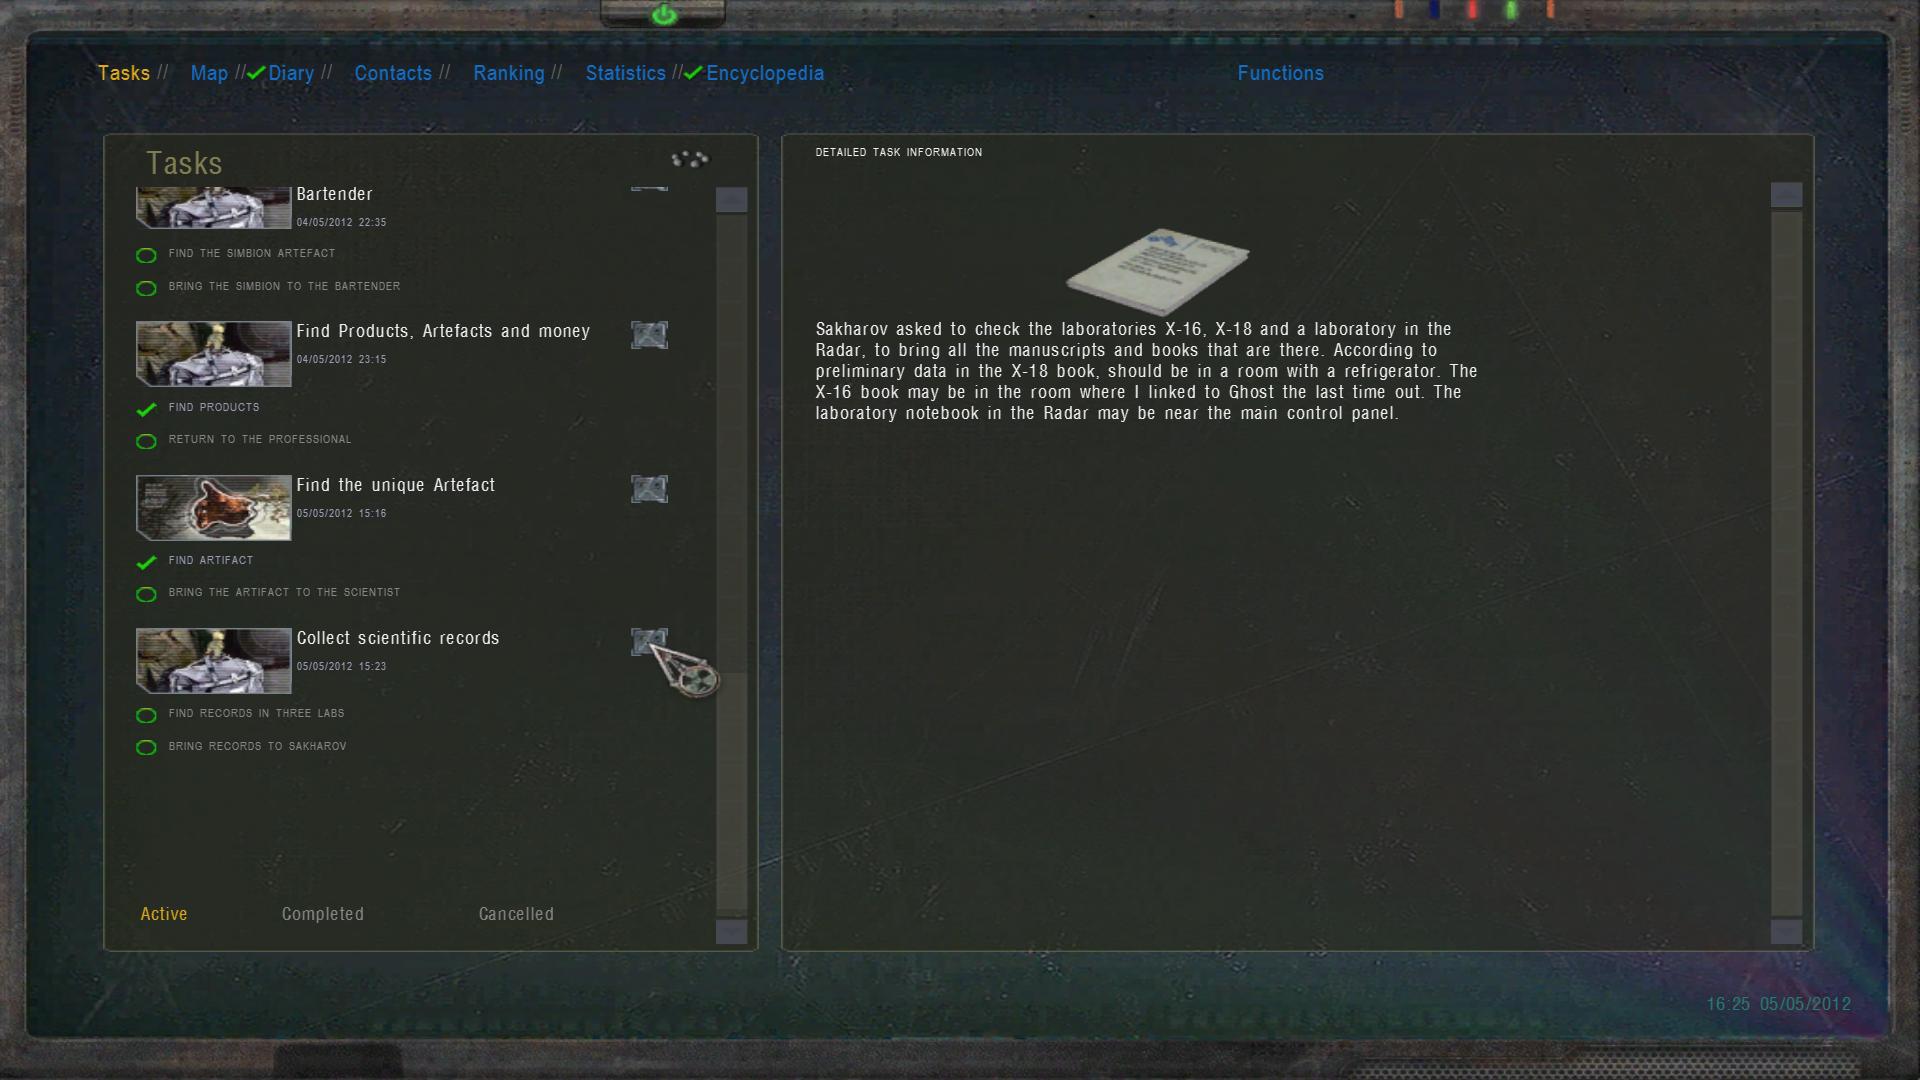 Tasks // Map // Diary // Contacts // Ranking // Statistics // Encyclopedia Functions
Tasks
Bartender
04/05/2012 22:35
FIND THE SIMBION ARTEFACT
BRING THE SIMBION TO THE BARTENDER
Find Products, Artefacts and money
04/05/2012 23:15
FIND PRODUCTS
RETURN TO THE PROFESSIONAL
Find the unique Artefact
05/05/2012 15:16
FIND ARTIFACT
BRING THE ARTIFACT TO THE SCIENTIST
Collect scientific records
05/05/2012 15:23
FIND RECORDS IN THREE LABS
BRING RECORDS TO SAKHAROV
Active Completed Cancelled
DETAILED TASK INFORMATION
Sakharov asked to check the laboratories X-16, X-18 and a laboratory in the
Radar, to bring all the manuscripts and books that are there. According to
preliminary data in the X-18 book, should be in a room with a refrigerator. The
X-16 book may be in the room where I linked to Ghost the last time out. The
laboratory notebook in the Radar may be near the main control panel.
16:25 05/05/2012